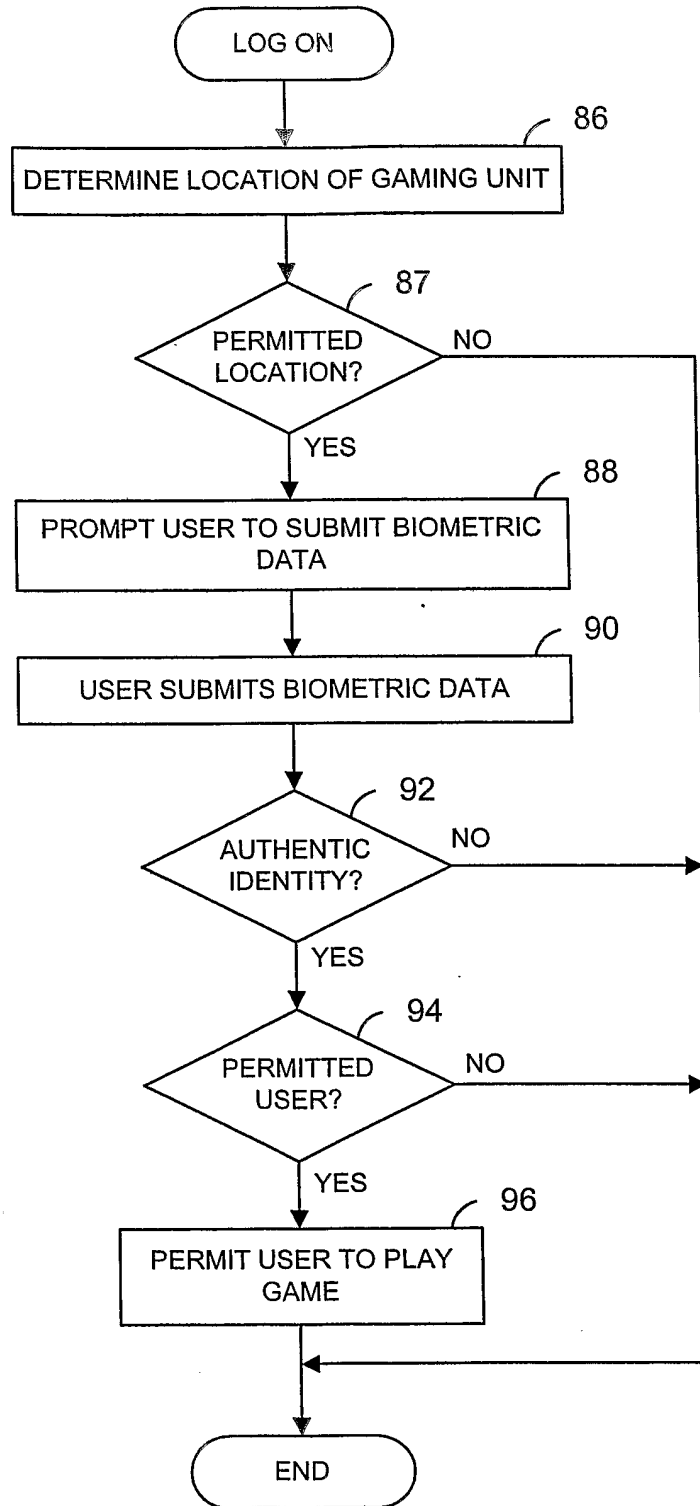 LOG ON
86
DETERMINE LOCATION OF GAMING UNIT
87
PERMITTED
LOCATION?
NO
YES
88
PROMPT USER TO SUBMIT BIOMETRIC
DATA
90
USER SUBMITS BIOMETRIC DATA
92
AUTHENTIC
IDENTITY?
NO
YES
94
PERMITTED
USER?
NO
YES
96
PERMIT USER TO PLAY
GAME
END